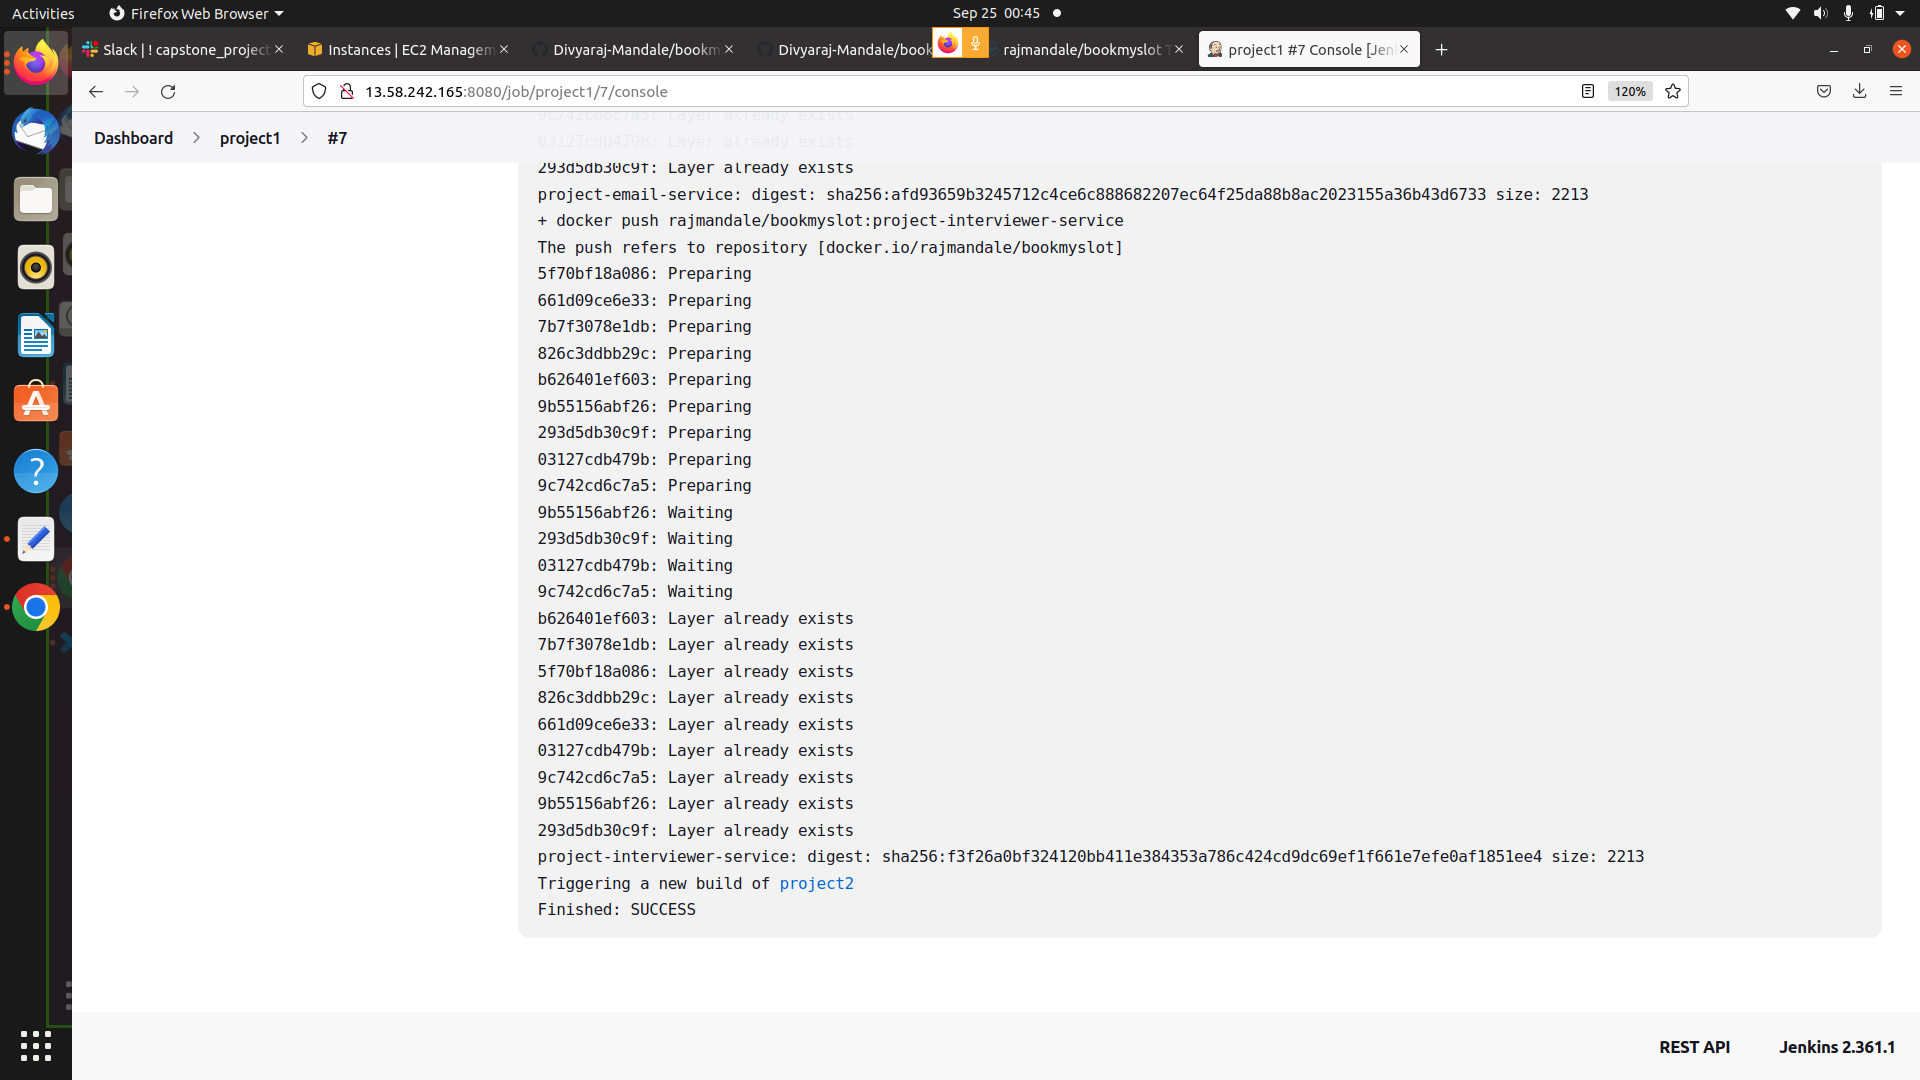 Activities
Firefox Web Browser
Sep 25 00:45
Slack | ! capstone_project
Instances | EC2 Managem
Divyaraj-Mandale/bookm
Divyaraj-Mandale/book
rajmandale/bookmyslot T
project1 #7 Console [Jen
13.58.242.165:8080/job/project1/7/console
120%
Dashboard
project1
#7
9c742cd6c7a5: Layer already exists
03127cdb479b: Layer already exists
293d5db30c9f: Layer already exists
project-email-service: digest: sha256:afd93659b3245712c4ce6c888682207ec64f25da88b8ac2023155a36b43d6733 size: 2213
+ docker push rajmandale/bookmyslot:project-interviewer-service
The push refers to repository [docker.io/rajmandale/bookmyslot]
5f70bf18a086: Preparing
661d09ce6e33: Preparing
7b7f3078e1db: Preparing
826c3ddbb29c: Preparing
b626401ef603: Preparing
9b55156abf26: Preparing
293d5db30c9f: Preparing
03127cdb479b: Preparing
9c742cd6c7a5: Preparing
9b55156abf26: Waiting
293d5db30c9f: Waiting
03127cdb479b: Waiting
9c742cd6c7a5: Waiting
b626401ef603: Layer already exists
7b7f3078e1db: Layer already exists
5f70bf18a086: Layer already exists
826c3ddbb29c: Layer already exists
661d09ce6e33: Layer already exists
03127cdb479b: Layer already exists
9c742cd6c7a5: Layer already exists
9b55156abf26: Layer already exists
293d5db30c9f: Layer already exists
project-interviewer-service: digest: sha256:f3f26a0bf324120bb411e384353a786c424cd9dc69ef1f661e7efe0af1851ee4 size: 2213
Triggering a new build of project2
Finished: SUCCESS
REST API
Jenkins 2.361.1